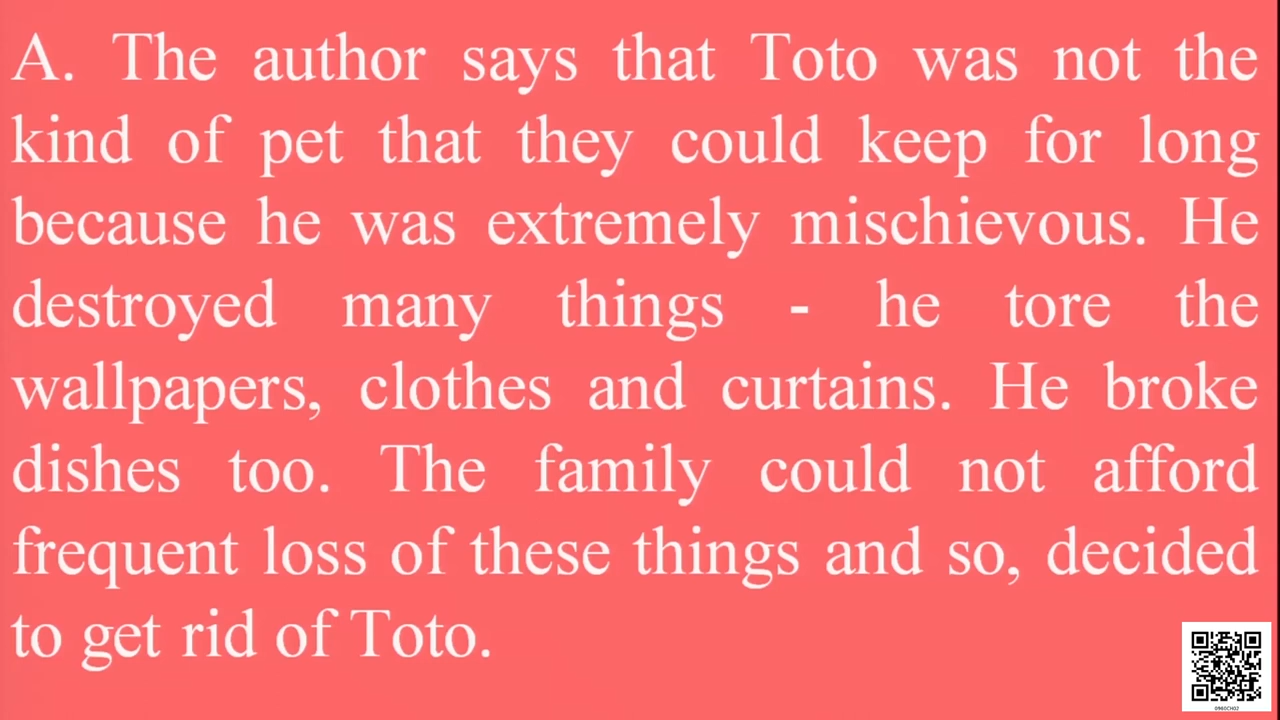 A. The author says that Toto was not the
kind of pet that they could keep for long
because he was extremely mischievous. He
destroyed many things - he tore the
wallpapers, clothes and curtains. He broke
dishes too. The family could not afford
frequent loss of these things and so, decided
to get rid of Toto.
0960CH02